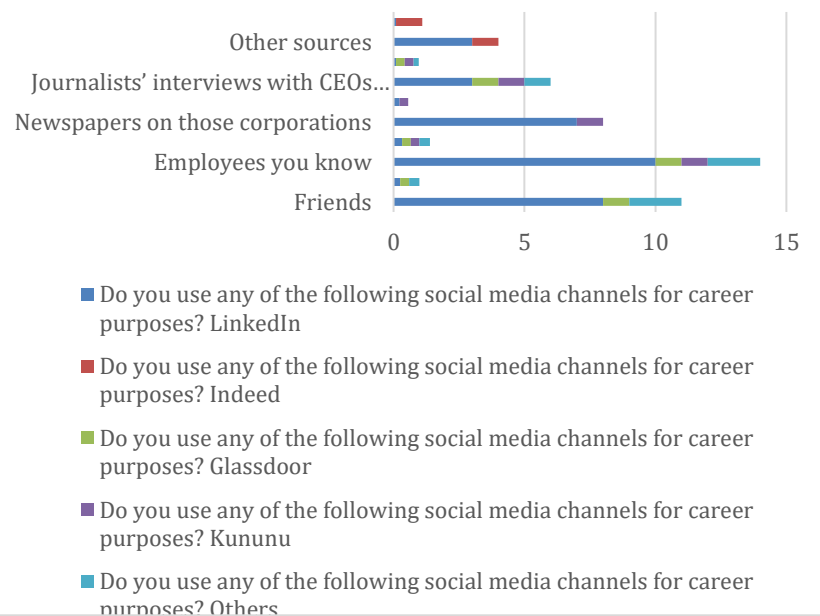 Other sources
Journalists’ interviews with CEOs…
Newspapers on those corporations
Employees you know
Friends
0 5 10 15
Do you use any of the following social media channels for career
purposes? LinkedIn
Do you use any of the following social media channels for career
purposes? Indeed
Do you use any of the following social media channels for career
purposes? Glassdoor
Do you use any of the following social media channels for career
purposes? Kununu
Do you use any of the following social media channels for career
purposes? Others